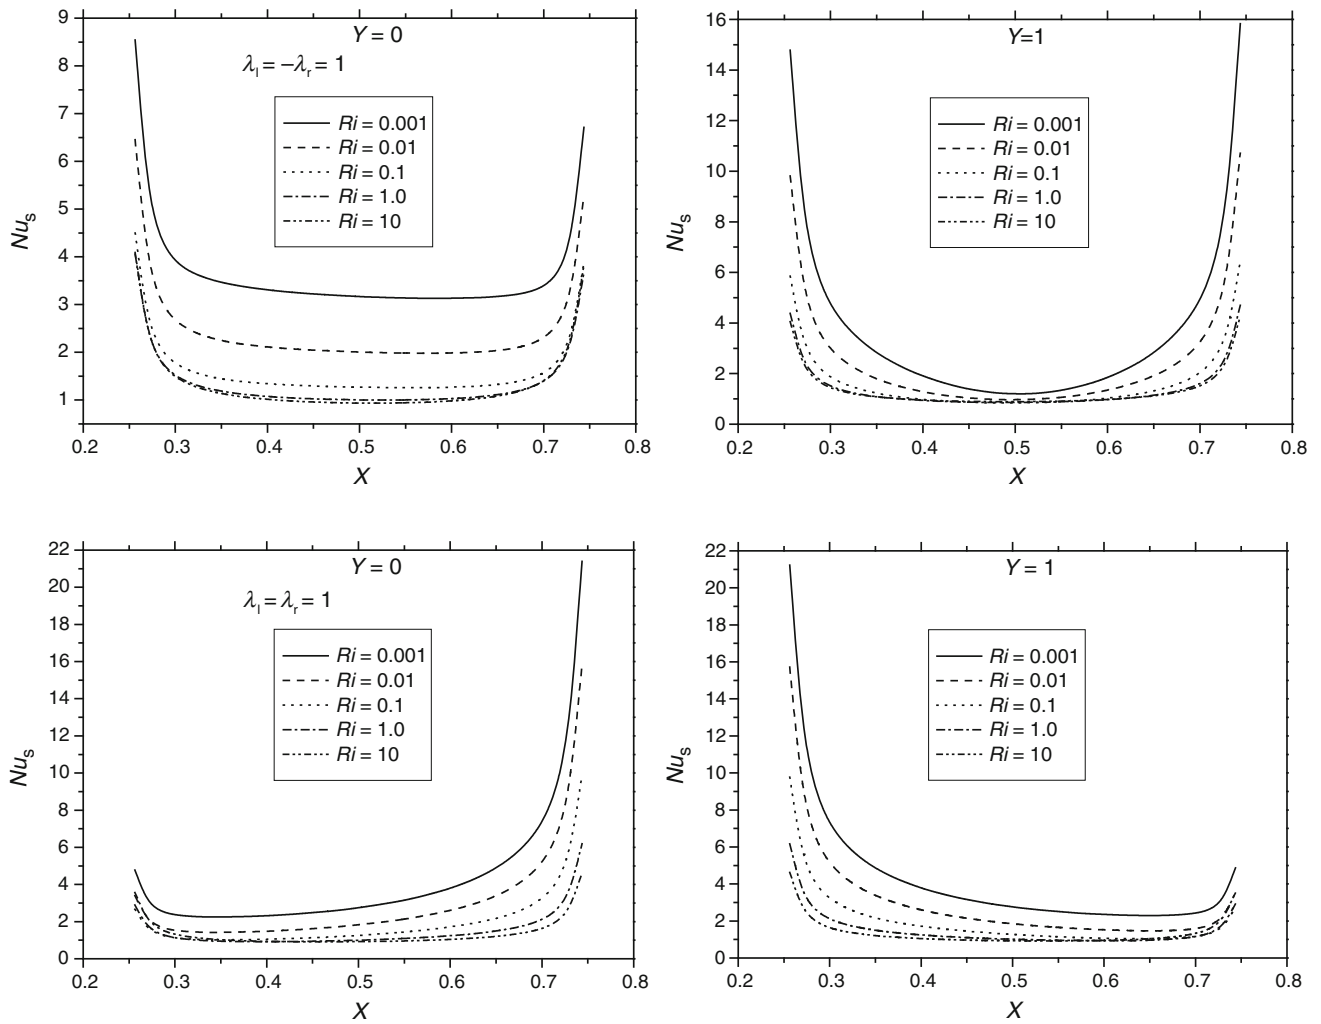 Y = 0
λl = −λr = 1
Ri = 0.001
Ri = 0.01
Ri = 0.1
Ri = 1.0
Ri = 10
9
8
7
6
5
4
3
2
1
Nus
0.2 0.3 0.4 0.5 0.6 0.7 0.8
X
Y=1
Ri = 0.001
Ri = 0.01
Ri = 0.1
Ri = 1.0
Ri = 10
16
14
12
10
8
6
4
2
0
Nus
0.2 0.3 0.4 0.5 0.6 0.7 0.8
X
Y = 0
λl = λr = 1
Ri = 0.001
Ri = 0.01
Ri = 0.1
Ri = 1.0
Ri = 10
22
20
18
16
14
12
10
8
6
4
2
0
Nus
0.2 0.3 0.4 0.5 0.6 0.7 0.8
X
Y = 1
Ri = 0.001
Ri = 0.01
Ri = 0.1
Ri = 1.0
Ri = 10
22
20
18
16
14
12
10
8
6
4
2
0
Nus
0.2 0.3 0.4 0.5 0.6 0.7 0.8
X